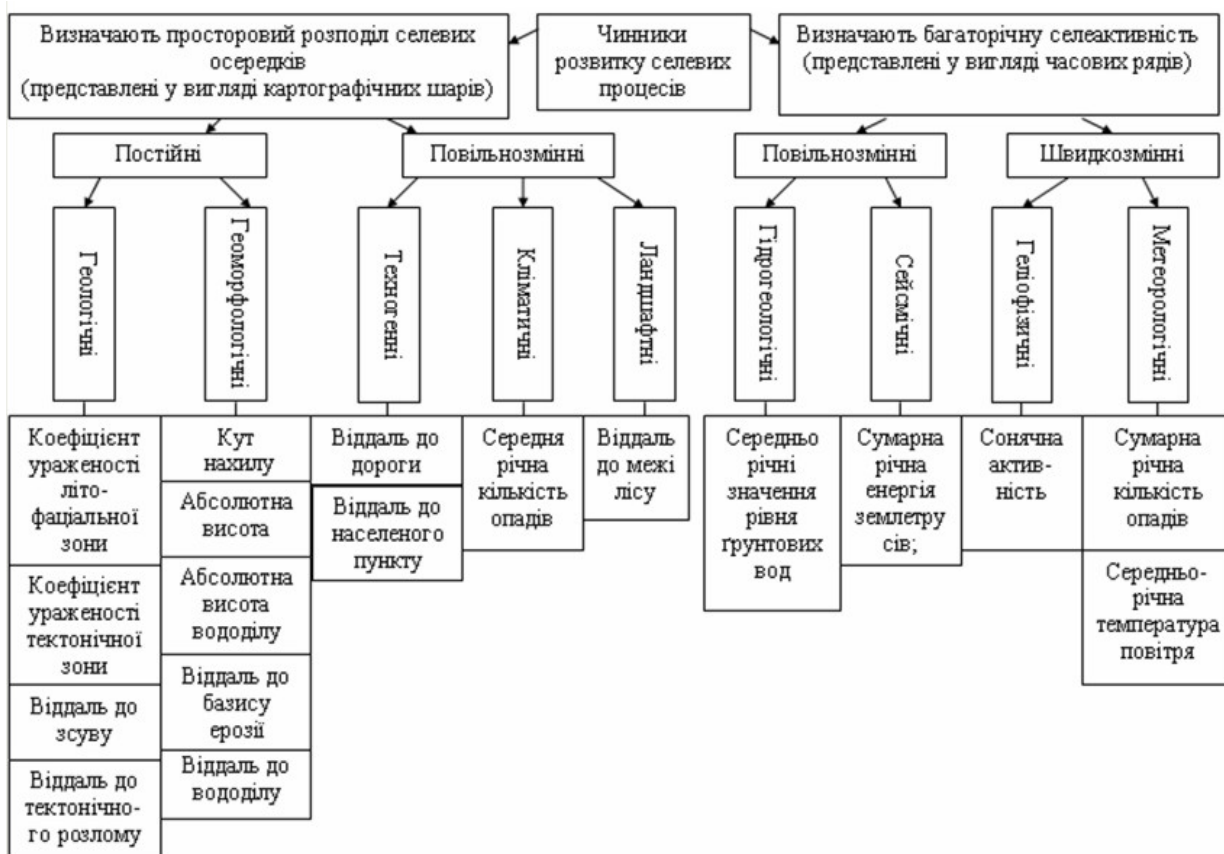 Визначають просторовий розподіл селевих
осередків
(представлені у вигляді картографічних шарів)
Чинники
розвитку селевих
процесів
Визначають багаторічну селеактивність
(представлені у вигляді часових рядів)
Постійні
Повільнозмінні
Повільнозмінні
Швидкозмінні
Геологічні
Геоморфологічні
Техногенні
Кліматичні
Ландшафтні
Гідрогеологічні
Сейсмічні
Геліофізичні
Метеорологічні
Коефіцієнт
ураженості
літо-
фаціальної
зони
Коефіцієнт
ураженості
тектонічної
зони
Віддаль до
зсуву
Віддаль до
тектонічно-
го розлому
Кут
нахилу
Абсолютна
висота
Абсолютна
висота
вододілу
Віддаль до
базису
ерозії
Віддаль до
вододілу
Віддаль до
дороги
Віддаль до
населеного
пункту
Середня
річна
кількість
опадів
Віддаль
до межі
лісу
Середньо
річні
значення
рівня
ґрунтових
вод
Сумарна
річна
енергія
землетру
сів;
Сонячна
актив-
ність
Сумарна
річна
кількість
опадів
Середньо-
річна
температура
повітря